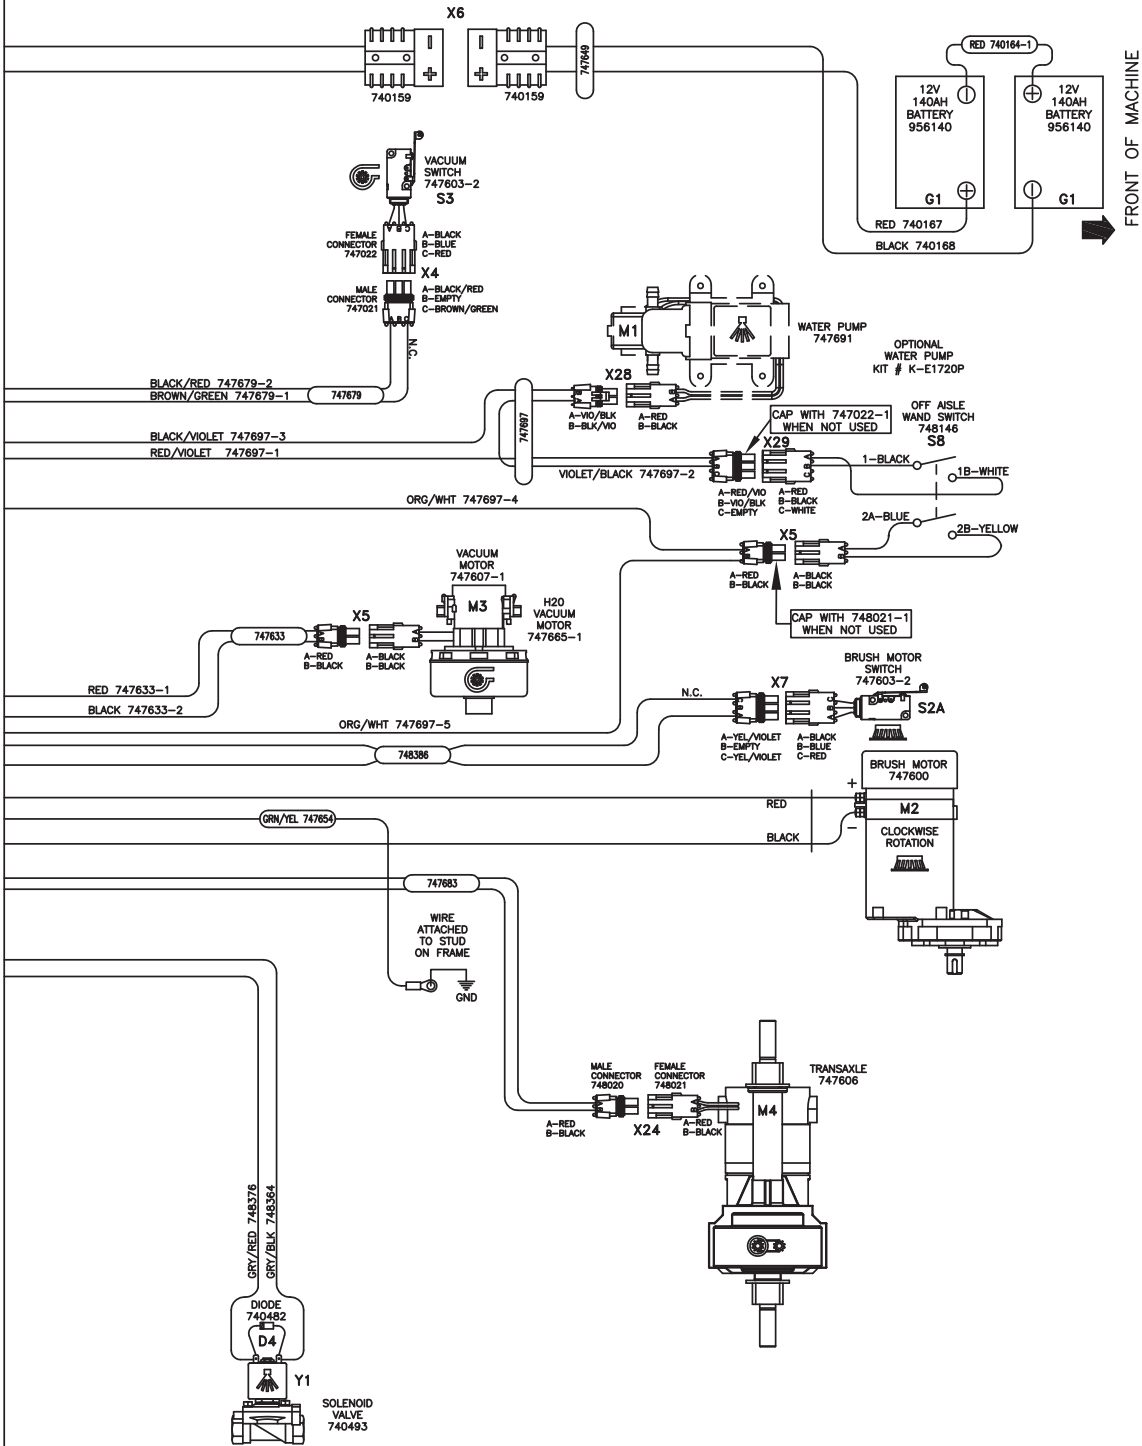 X6
740159
740159
747649
RED 740164-1
12V
140AH
BATTERY
956140
G1
12V
140AH
BATTERY
956140
G1
FRONT OF MACHINE
RED 740167
BLACK 740168
VACUUM
SWITCH
747603-2
S3
FEMALE
CONNECTOR
747022
C B A
A-BLACK
B-BLUE
C-RED
X4
MALE
CONNECTOR
747021
A-BLACK/RED
B-EMPTY
C-BROWN/GREEN
A B C
N.C.
BLACK/RED 747679-2
BROWN/GREEN 747679-1
747679
M1
WATER PUMP
747691
OPTIONAL
WATER PUMP
KIT # K-E1720P
X28
A-VIO/BLK
B-BLK/VIO
A-RED
B-BLACK
747697
BLACK/VIOLET 747697-3
RED/VIOLET 747697-1
VIOLET/BLACK 747697-2
CAP WITH 747022-1
WHEN NOT USED
OFF AISLE
WAND SWITCH
748146
S8
X29
A-RED/VIO
B-VIO/BLK
C-EMPTY
A-RED
B-BLACK
C-WHITE
1-BLACK
1B-WHITE
2A-BLUE
2B-YELLOW
ORG/WHT 747697-4
X5
A-RED
B-BLACK
A-BLACK
B-BLACK
CAP WITH 748021-1
WHEN NOT USED
VACUUM
MOTOR
747607-1
M3
H20
VACUUM
MOTOR
747665-1
X5
747633
A-RED
B-BLACK
A-BLACK
B-BLACK
RED 747633-1
BLACK 747633-2
ORG/WHT 747697-5
748386
N.C.
X7
A-YEL/VIOLET
B-EMPTY
C-YEL/VIOLET
A-BLACK
B-BLUE
C-RED
BRUSH MOTOR
SWITCH
747603-2
S2A
BRUSH MOTOR
747600
M2
CLOCKWISE
ROTATION
+
−
RED
BLACK
GRN/YEL 747654
747683
WIRE
ATTACHED
TO STUD
ON FRAME
GND
MALE
CONNECTOR
748020
FEMALE
CONNECTOR
748021
A-RED
B-BLACK
X24
A-RED
B-BLACK
TRANSAXLE
747606
M4
GRY/RED 748376
GRY/BLK 748364
DIODE
740482
D4
Y1
SOLENOID
VALVE
740493